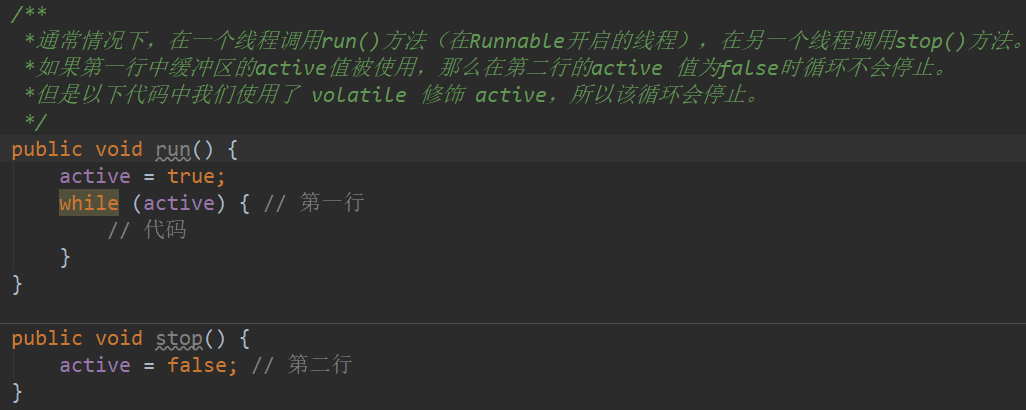 /**
 *通常情况下，在一个线程调用run()方法（在Runnable开启的线程），在另一个线程调用stop()方法。
 *如果第一行中缓冲区的active值被使用，那么在第二行的active 值为false时循环不会停止。
 *但是以下代码中我们使用了 volatile 修饰 active，所以该循环会停止。
 */
public void run() {
    active = true;
    while (active) { // 第一行
        // 代码
    }
}
public void stop() {
    active = false; // 第二行
}